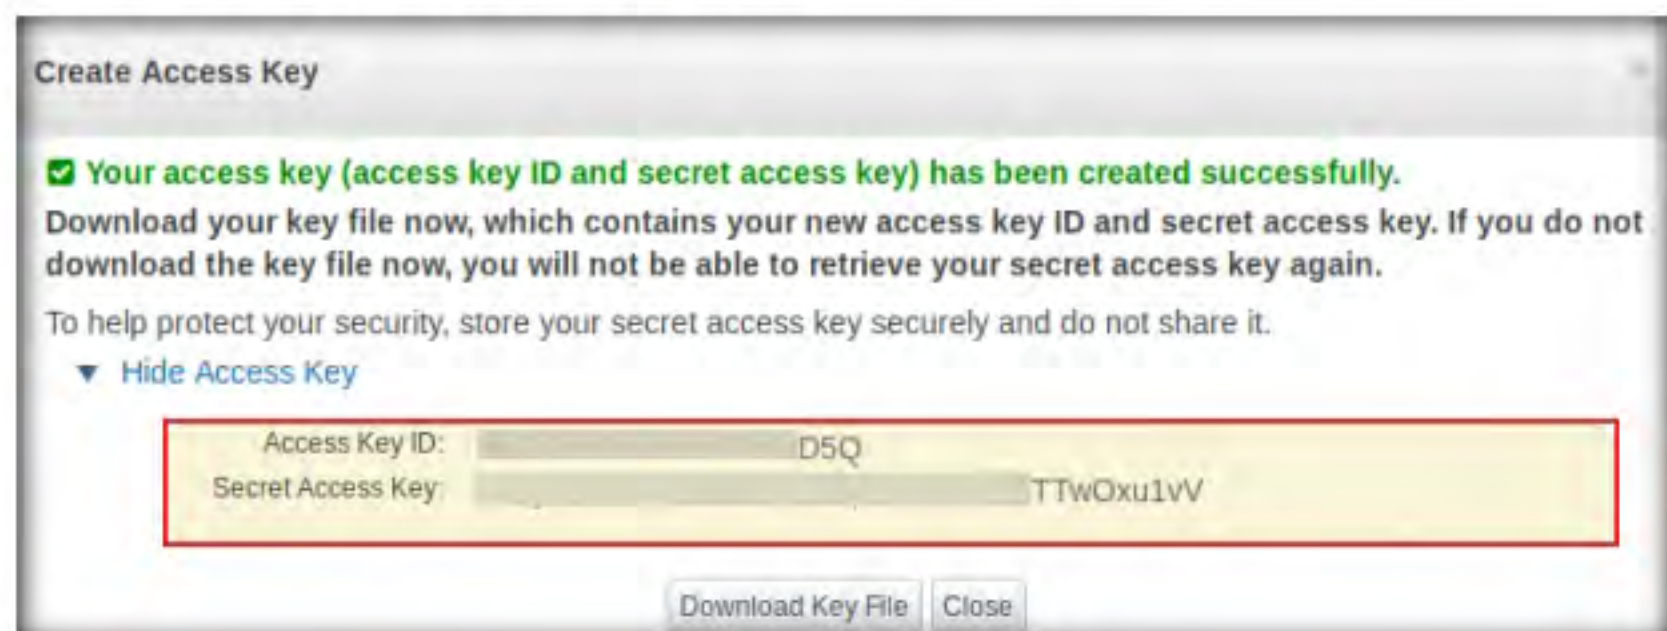 Create Access Key
Your access key (access key ID and secret access key) has been created successfully.
Download your key file now, which contains your new access key ID and secret access key. If you do not
download the key file now, you will not be able to retrieve your secret access key again.
To help protect your security, store your secret access key securely and do not share it.
Hide Access Key
Access Key ID: D5Q
Secret Access Key: TTwOxu1vV
Download Key File Close